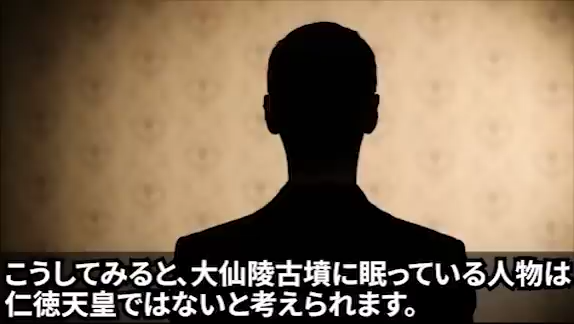 こうしてみると、大仙陵古墳に眠っている人物は
仁徳天皇ではないと考えられます。